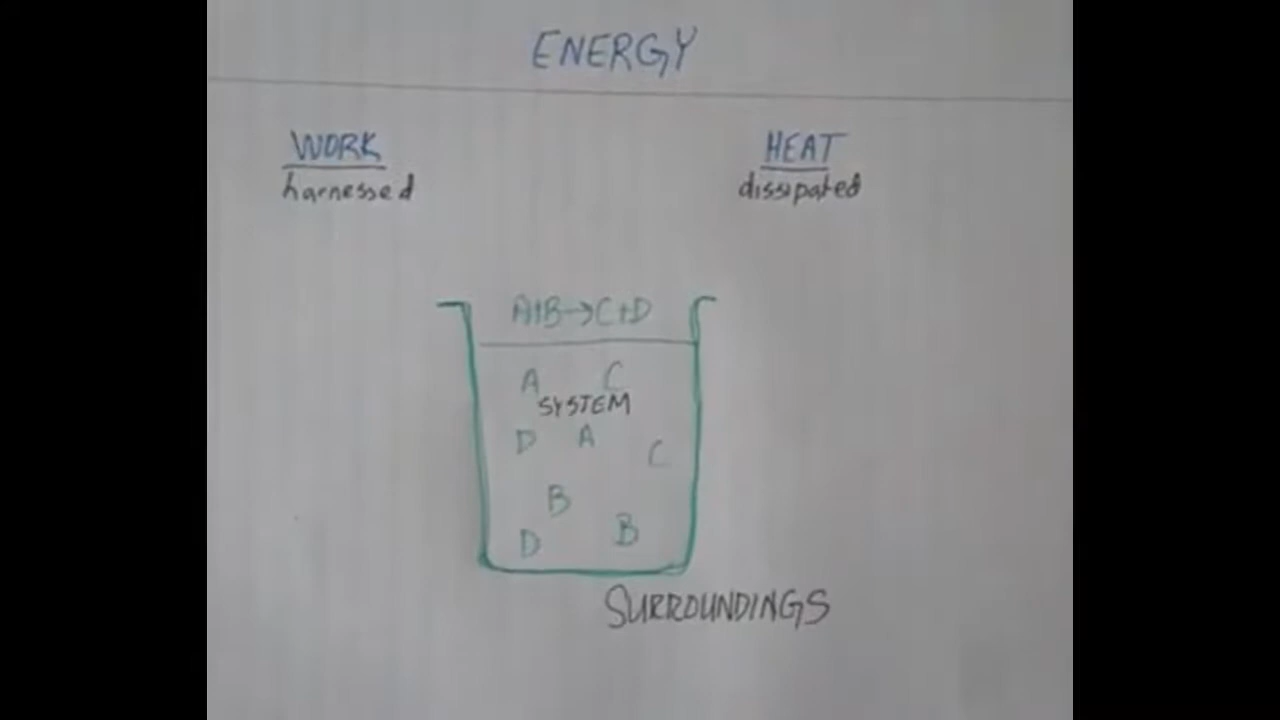 ENERGY
WORK
harnessed
HEAT
dissipated
A+B→C+D
A C
SYSTEM
D A
C
B
B
D
SURROUNDINGS